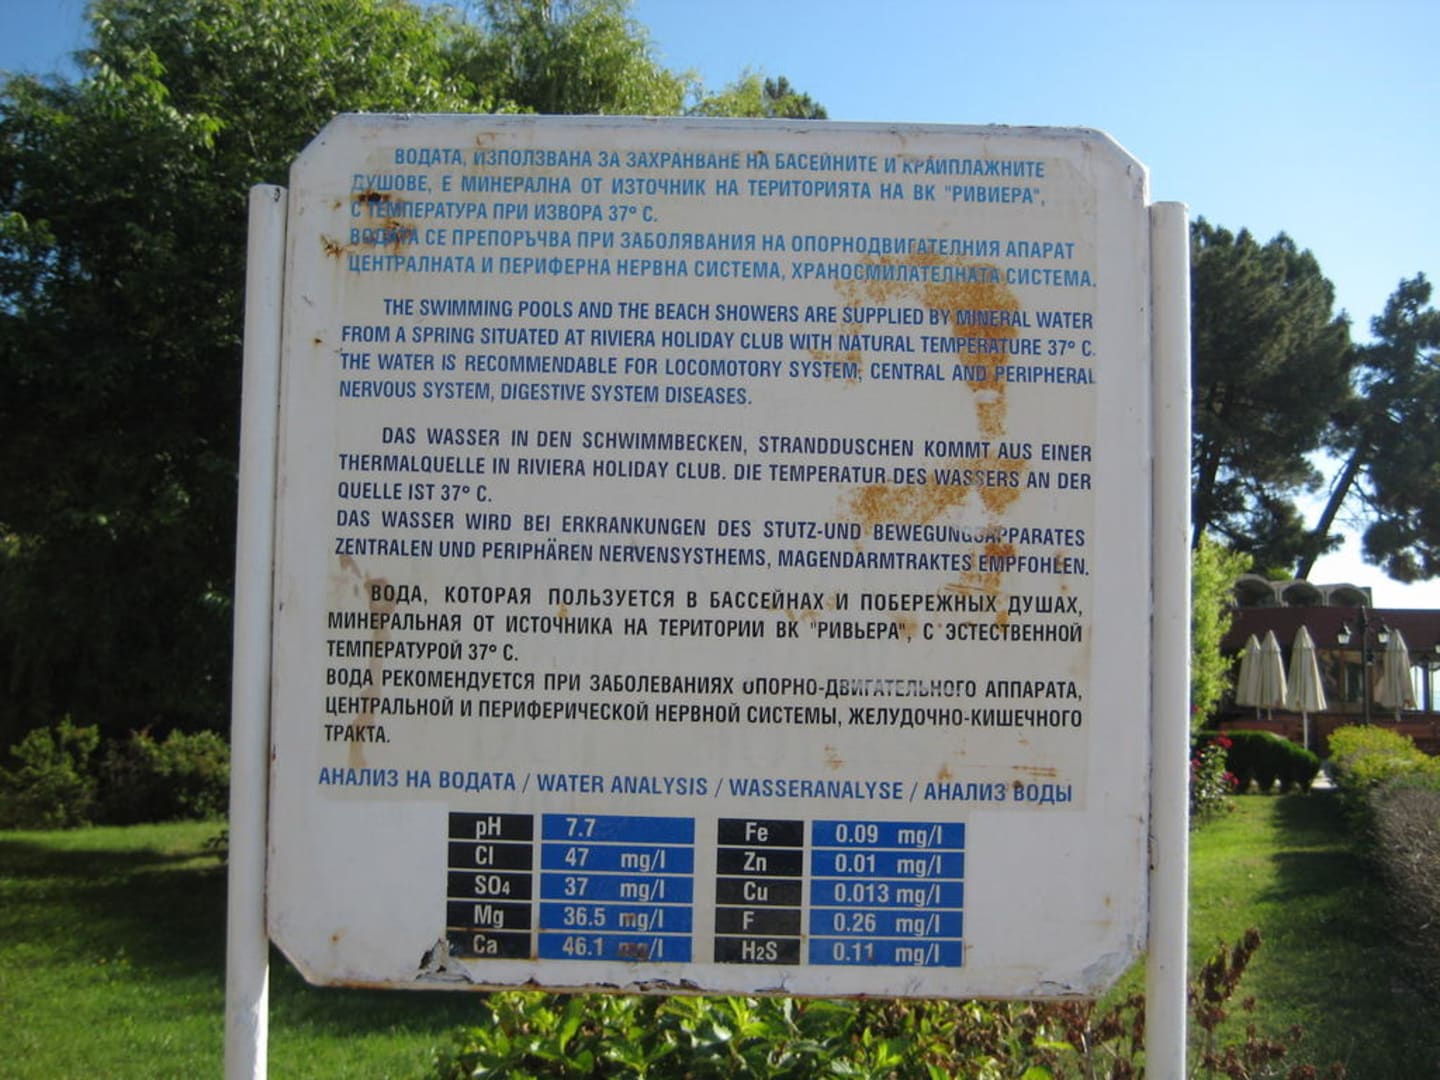 ВОДАТА, ИЗПОЛЗВАНА ЗА ЗАХРАНВАНЕ НА БАСЕЙНИТЕ И КРАЙПЛАЖНИТЕ
ДУШОВЕ, Е МИНЕРАЛНА ОТ ИЗТОЧНИК НА ТЕРИТОРИЯТА НА ВК "РИВИЕРА",
С ТЕМПЕРАТУРА ПРИ ИЗВОРА 37° С.
ВОДАТА СЕ ПРЕПОРЪЧВА ПРИ ЗАБОЛЯВАНИЯ НА ОПОРНОДВИГАТЕЛНИЯ АПАРАТ
ЦЕНТРАЛНАТА И ПЕРИФЕРНА НЕРВНА СИСТЕМА, ХРАНОСМИЛАТЕЛНАТА СИСТЕМА.
THE SWIMMING POOLS AND THE BEACH SHOWERS ARE SUPPLIED BY MINERAL WATER
FROM A SPRING SITUATED AT RIVIERA HOLIDAY CLUB WITH NATURAL TEMPERATURE 37° C.
THE WATER IS RECOMMENDABLE FOR LOCOMOTORY SYSTEM; CENTRAL AND PERIPHERAL
NERVOUS SYSTEM, DIGESTIVE SYSTEM DISEASES.
DAS WASSER IN DEN SCHWIMMBECKEN, STRANDDUSCHEN KOMMT AUS EINER
THERMALQUELLE IN RIVIERA HOLIDAY CLUB. DIE TEMPERATUR DES WASSERS AN DER
QUELLE IST 37° C.
DAS WASSER WIRD BEI ERKRANKUNGEN DES STUTZ-UND BEWEGUNGSAPPARATES
ZENTRALEN UND PERIPHÄREN NERVENSYSTHEMS, MAGENDARMTRAKTES EMPFOHLEN.
ВОДА, КОТОРАЯ ПОЛЬЗУЕТСЯ В БАССЕЙНАХ И ПОБЕРЕЖНЫХ ДУШАХ,
МИНЕРАЛЬНАЯ ОТ ИСТОЧНИКА НА ТЕРИТОРИИ ВК "РИВЬЕРА", С ЭСТЕСТВЕННОЙ
ТЕМПЕРАТУРОЙ 37° С.
ВОДА РЕКОМЕНДУЕТСЯ ПРИ ЗАБОЛЕВАНИЯХ ОПОРНО-ДВИГАТЕЛЬНОГО АППАРАТА,
ЦЕНТРАЛЬНОЙ И ПЕРИФЕРИЧЕСКОЙ НЕРВНОЙ СИСТЕМЫ, ЖЕЛУДОЧНО-КИШЕЧНОГО
ТРАКТА.
АНАЛИЗ НА ВОДАТА / WATER ANALYSIS / WASSERANALYSE / АНАЛИЗ ВОДЫ
pH 7.7 Fe 0.09 mg/l
Cl 47 mg/l Zn 0.01 mg/l
SO4 37 mg/l Cu 0.013 mg/l
Mg 36.5 mg/l F 0.26 mg/l
Ca 46.1 mg/l H2S 0.11 mg/l